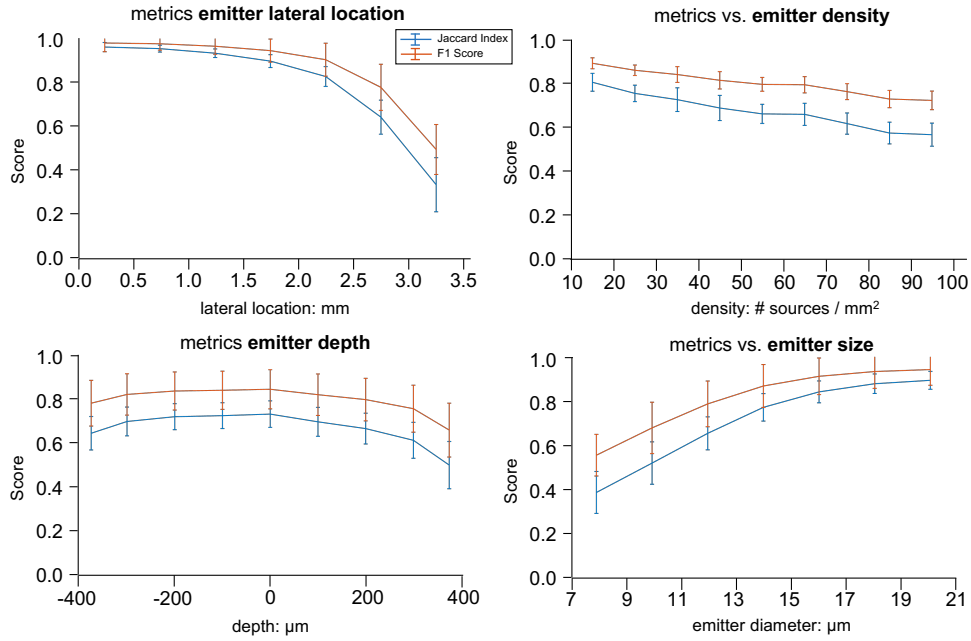 metrics emitter lateral location
1.0
0.8
0.6
0.4
0.2
0.0
Score
0.0 0.5 1.0 1.5 2.0 2.5 3.0 3.5
lateral location: mm
Jaccard Index
F1 Score
metrics vs. emitter density
1.0
0.8
0.6
0.4
0.2
0.0
Score
10 20 30 40 50 60 70 80 90 100
density: # sources / mm²
metrics emitter depth
1.0
0.8
0.6
0.4
0.2
0.0
Score
-400 -200 0 200 400
depth: µm
metrics vs. emitter size
1.0
0.8
0.6
0.4
0.2
0.0
Score
7 9 11 13 15 17 19 21
emitter diameter: µm